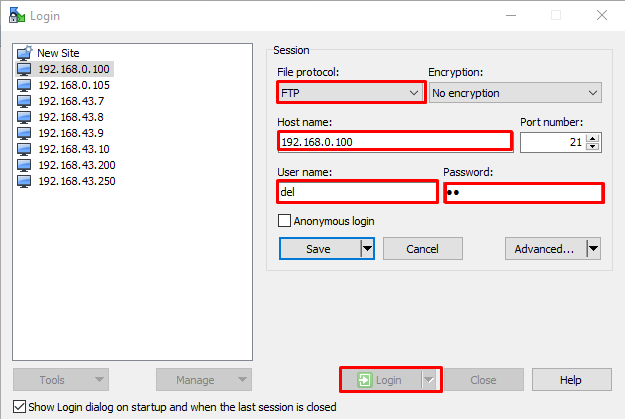 Login
New Site
192.168.0.100
192.168.0.105
192.168.43.7
192.168.43.8
192.168.43.9
192.168.43.10
192.168.43.200
192.168.43.250
Session
File protocol: Encryption:
FTP No encryption
Host name: Port number:
192.168.0.100 21
User name: Password:
del ●●
Anonymous login
Save Cancel Advanced...
Tools Manage Login Close Help
Show Login dialog on startup and when the last session is closed